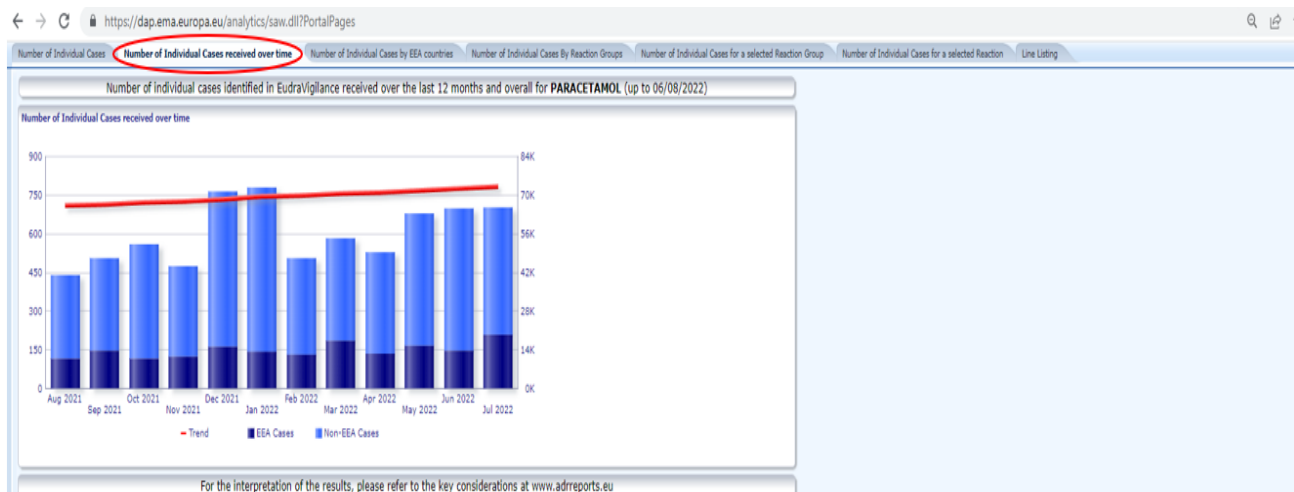 https://dap.ema.europa.eu/analytics/saw.dll?PortalPages
Number of Individual Cases Number of Individual Cases received over time Number of Individual Cases by EEA countries Number of Individual Cases By Reaction Groups Number of Individual Cases for a selected Reaction Group Number of Individual Cases for a selected Reaction Line Listing
Number of individual cases identified in EudraVigilance received over the last 12 months and overall for PARACETAMOL (up to 06/08/2022)
Number of Individual Cases received over time
900 84K
750 70K
600 56K
450 42K
300 28K
150 14K
0 0K
Aug 2021 Oct 2021 Dec 2021 Feb 2022 Apr 2022 Jun 2022
Sep 2021 Nov 2021 Jan 2022 Mar 2022 May 2022 Jul 2022
Trend EEA Cases Non-EEA Cases
For the interpretation of the results, please refer to the key considerations at www.adrreports.eu